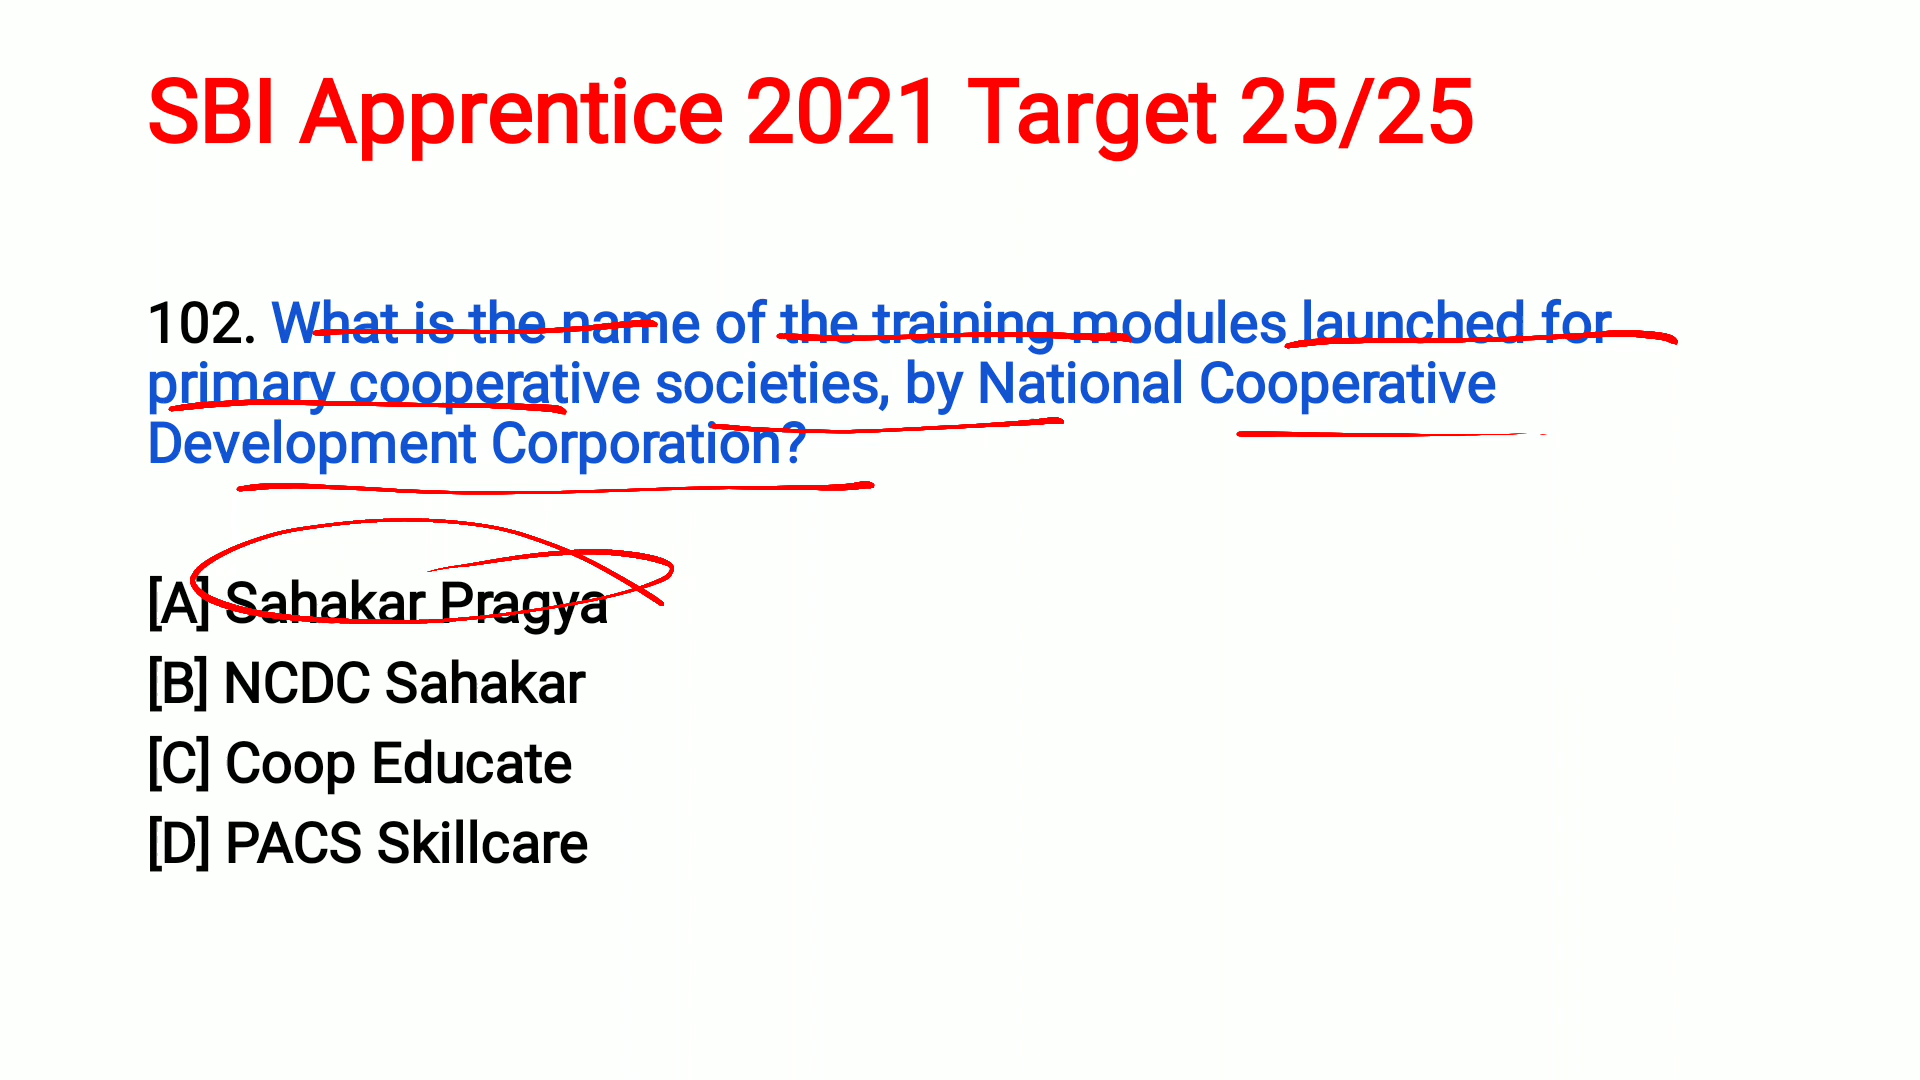 SBI Apprentice 2021 Target 25/25
102. What is the name of the training modules launched for
primary cooperative societies, by National Cooperative
Development Corporation?
[A] Sahakar Pragya
[B] NCDC Sahakar
[C] Coop Educate
[D] PACS Skillcare